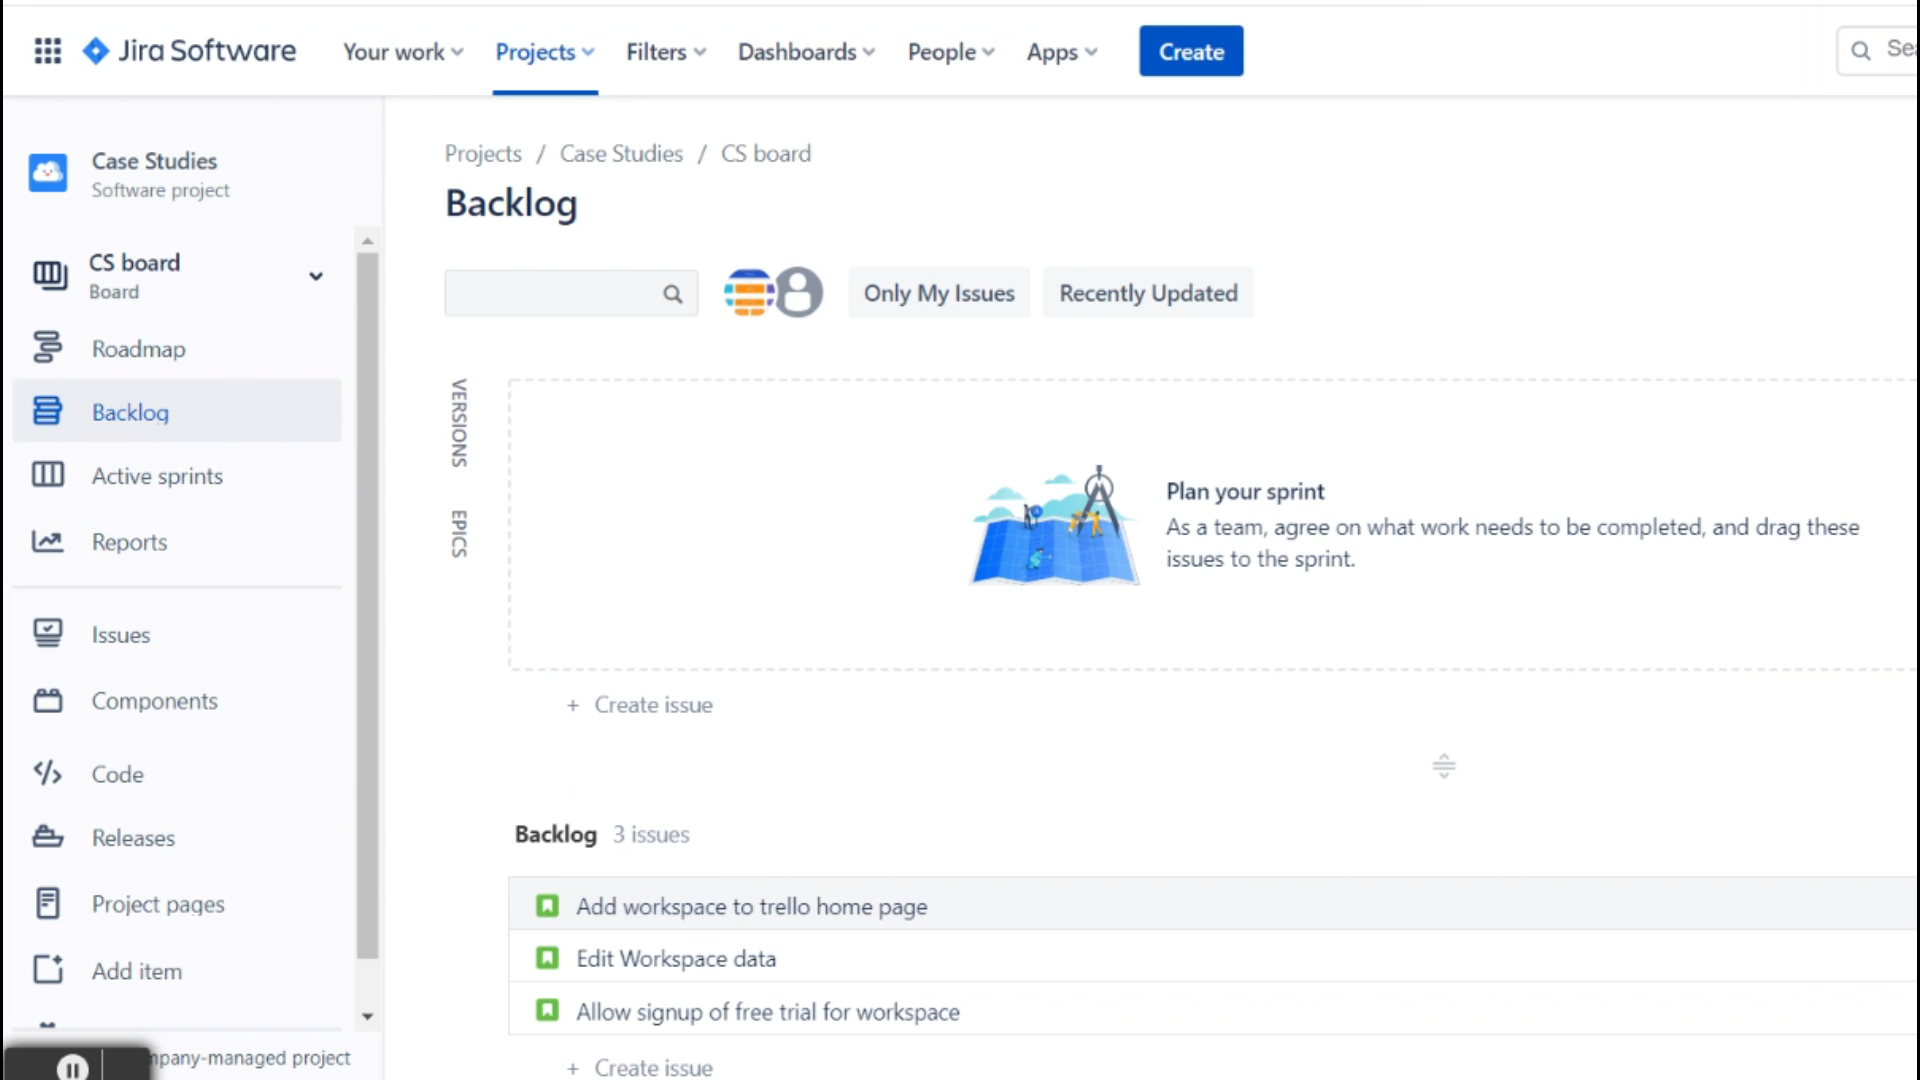 Jira Software
Your work
Projects
Filters
Dashboards
People
Apps
Create
Case Studies
Software project
CS board
Board
Roadmap
Backlog
Active sprints
Reports
Issues
Components
Code
Releases
Project pages
Add item
mpany-managed project
Projects / Case Studies / CS board
Backlog
Only My Issues
Recently Updated
VERSIONS
EPICS
Plan your sprint
As a team, agree on what work needs to be completed, and drag these
issues to the sprint.
+ Create issue
Backlog 3 issues
Add workspace to trello home page
Edit Workspace data
Allow signup of free trial for workspace
+ Create issue